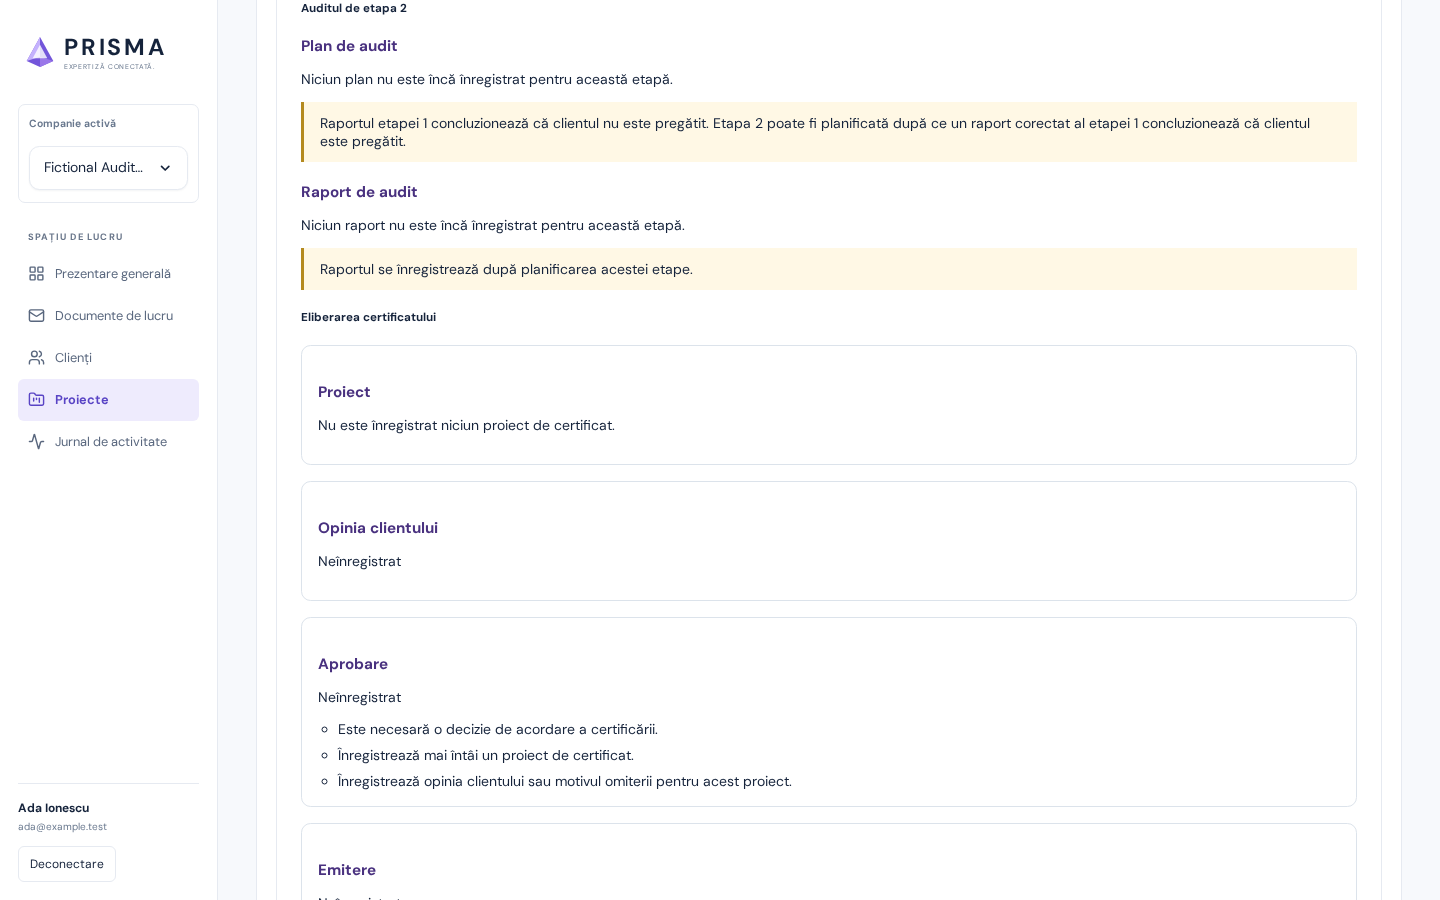 PRISMA
EXPERTIZĂ CONECTATĂ.
Companie activă
Fictional Audit...
SPAȚIU DE LUCRU
Prezentare generală
Documente de lucru
Clienți
Proiecte
Jurnal de activitate
Ada Ionescu
ada@example.test
Deconectare
Auditul de etapa 2
Plan de audit
Niciun plan nu este încă înregistrat pentru această etapă.
Raportul etapei 1 concluzionează că clientul nu este pregătit. Etapa 2 poate fi planificată după ce un raport corectat al etapei 1 concluzionează că clientul
este pregătit.
Raport de audit
Niciun raport nu este încă înregistrat pentru această etapă.
Raportul se înregistrează după planificarea acestei etape.
Eliberarea certificatului
Proiect
Nu este înregistrat niciun proiect de certificat.
Opinia clientului
Neînregistrat
Aprobare
Neînregistrat
Este necesară o decizie de acordare a certificării.
Înregistrează mai întâi un proiect de certificat.
Înregistrează opinia clientului sau motivul omiterii pentru acest proiect.
Emitere